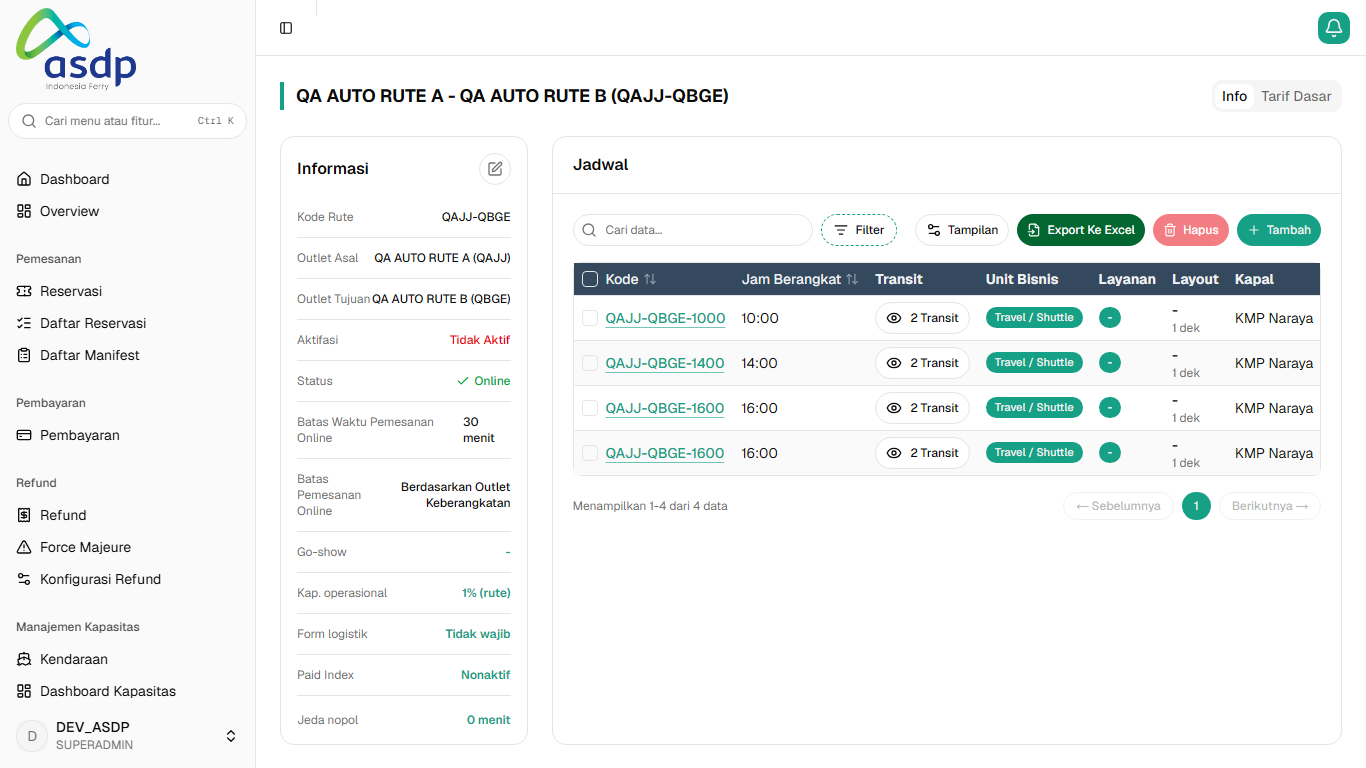 asdp
Indonesia Ferry
Cari menu atau fitur... Ctrl K
Dashboard
Overview
Pemesanan
Reservasi
Daftar Reservasi
Daftar Manifest
Pembayaran
Pembayaran
Refund
Refund
Force Majeure
Konfigurasi Refund
Manajemen Kapasitas
Kendaraan
Dashboard Kapasitas
D
DEV_ASDP
SUPERADMIN
QA AUTO RUTE A - QA AUTO RUTE B (QAJJ-QBGE)
Info Tarif Dasar
Informasi
Kode Rute QAJJ-QBGE
Outlet Asal QA AUTO RUTE A (QAJJ)
Outlet Tujuan QA AUTO RUTE B (QBGE)
Aktifasi Tidak Aktif
Status Online
Batas Waktu Pemesanan Online 30 menit
Batas Pemesanan Online Berdasarkan Outlet Keberangkatan
Go-show -
Kap. operasional 1% (rute)
Form logistik Tidak wajib
Paid Index Nonaktif
Jeda nopol 0 menit
Jadwal
Cari data... Filter Tampilan Export Ke Excel Hapus + Tambah
Kode Jam Berangkat Transit Unit Bisnis Layanan Layout Kapal
QAJJ-QBGE-1000 10:00 2 Transit Travel / Shuttle - - 1 dek KMP Naraya
QAJJ-QBGE-1400 14:00 2 Transit Travel / Shuttle - - 1 dek KMP Naraya
QAJJ-QBGE-1600 16:00 2 Transit Travel / Shuttle - - 1 dek KMP Naraya
QAJJ-QBGE-1600 16:00 2 Transit Travel / Shuttle - - 1 dek KMP Naraya
Menampilkan 1-4 dari 4 data ← Sebelumnya 1 Berikutnya →